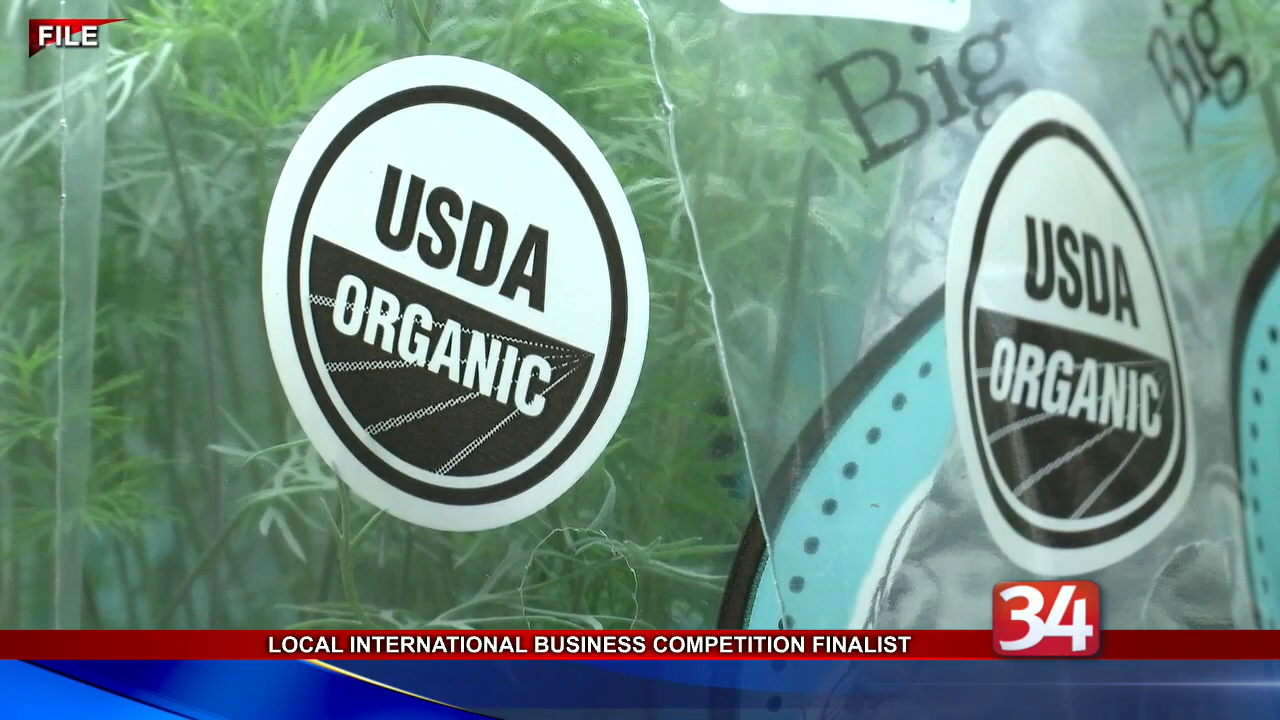 FILE
Big
Big
USDA
ORGANIC
USDA
ORGANIC
34
LOCAL INTERNATIONAL BUSINESS COMPETITION FINALIST